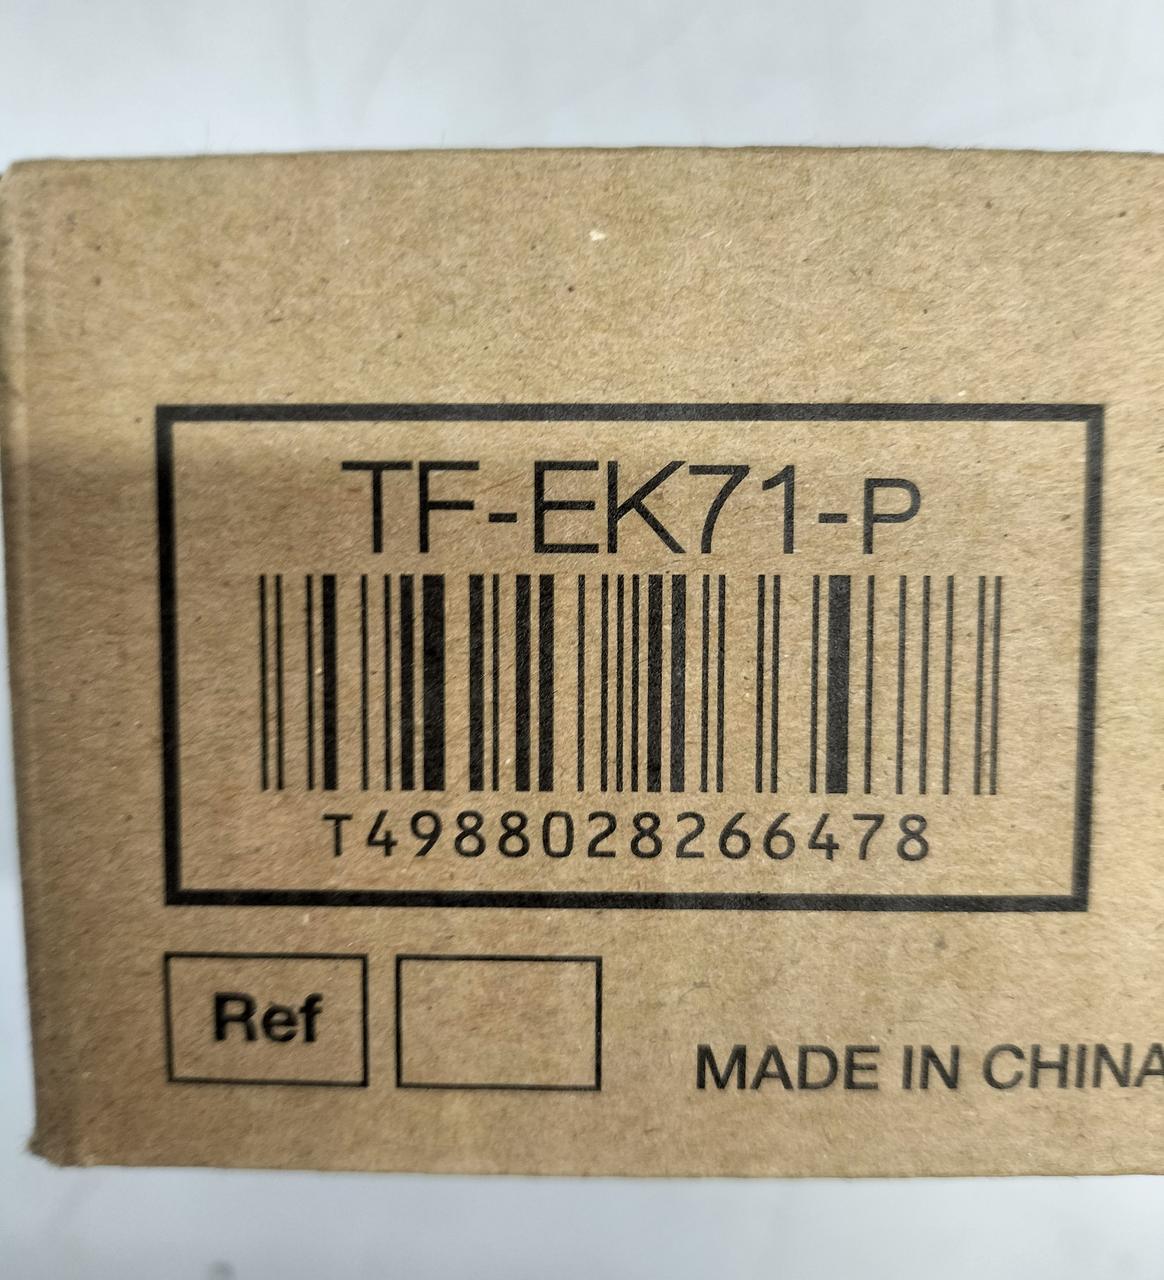 TF-EK71-P
T4988028266478
Ref
MADE IN CHINA